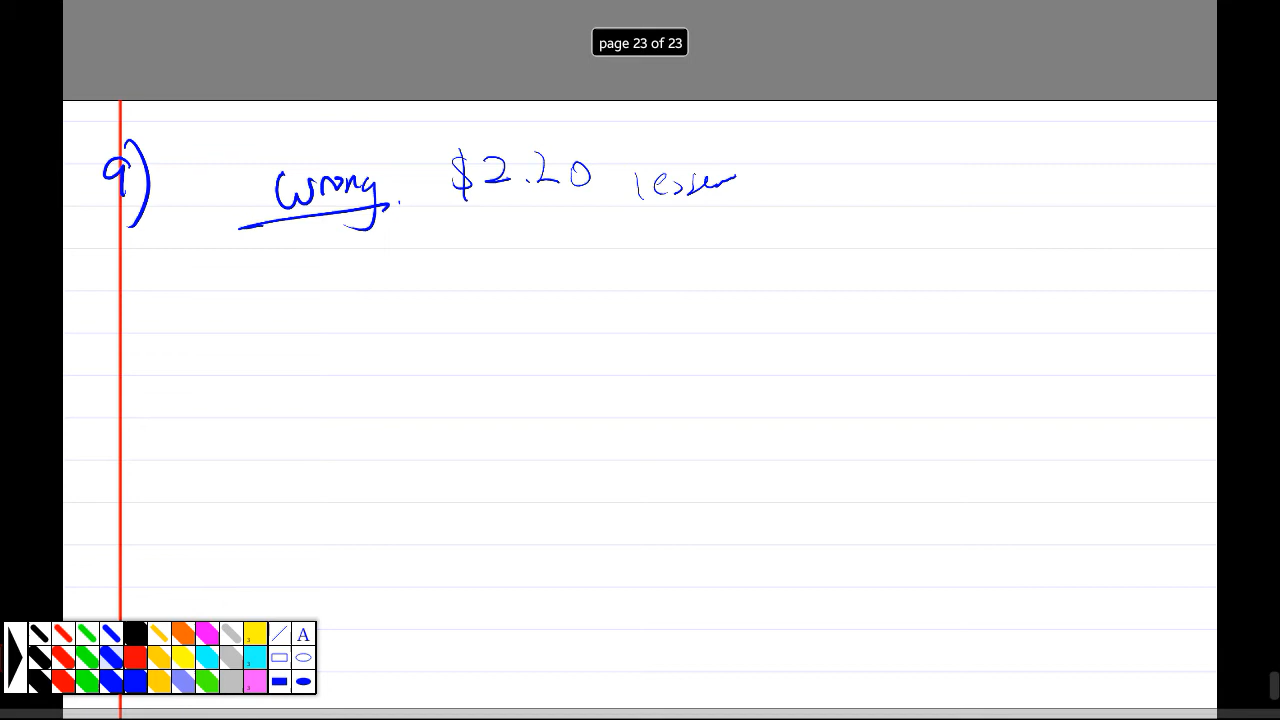 page 23 of 23
9) Wrong. $2.20 lesser
A